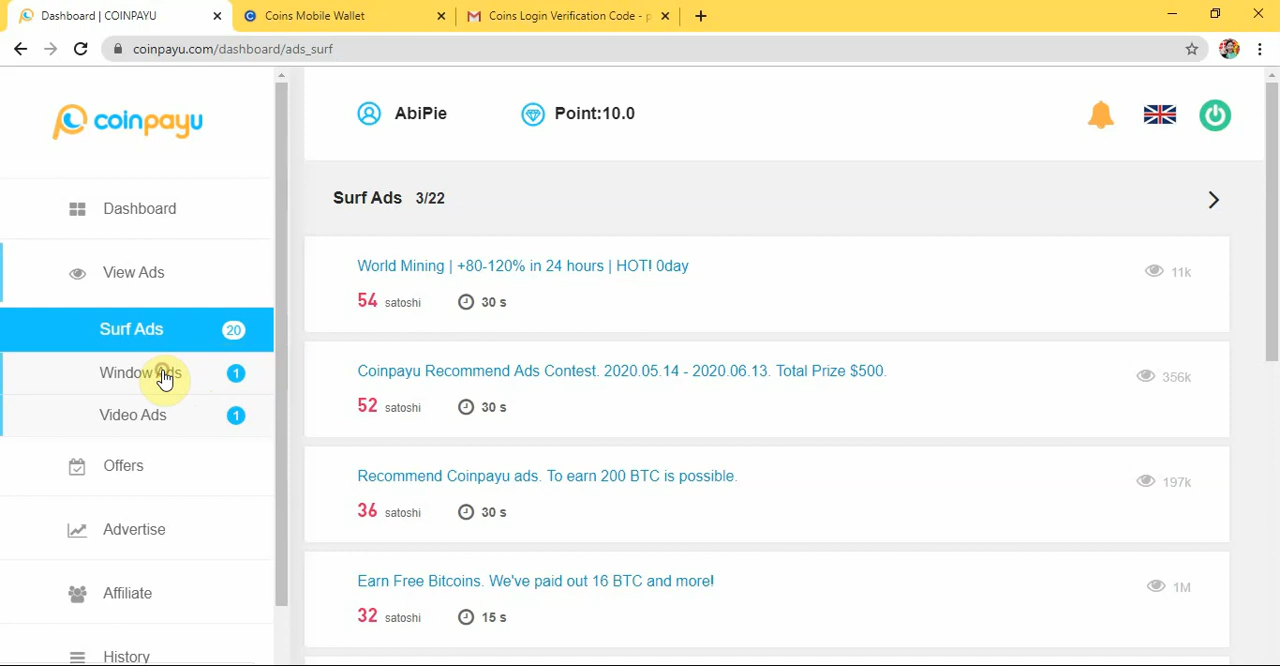 Dashboard | COINPAYU
Coins Mobile Wallet
Coins Login Verification Code - p
coinpayu.com/dashboard/ads_surf
coinpayu
AbiPie
Point:10.0
Dashboard
View Ads
Surf Ads 20
Window Ads 1
Video Ads 1
Offers
Advertise
Affiliate
History
Surf Ads 3/22
World Mining | +80-120% in 24 hours | HOT! 0day
11k
54 satoshi 30 s
Coinpayu Recommend Ads Contest. 2020.05.14 - 2020.06.13. Total Prize $500.
356k
52 satoshi 30 s
Recommend Coinpayu ads. To earn 200 BTC is possible.
197k
36 satoshi 30 s
Earn Free Bitcoins. We've paid out 16 BTC and more!
1M
32 satoshi 15 s